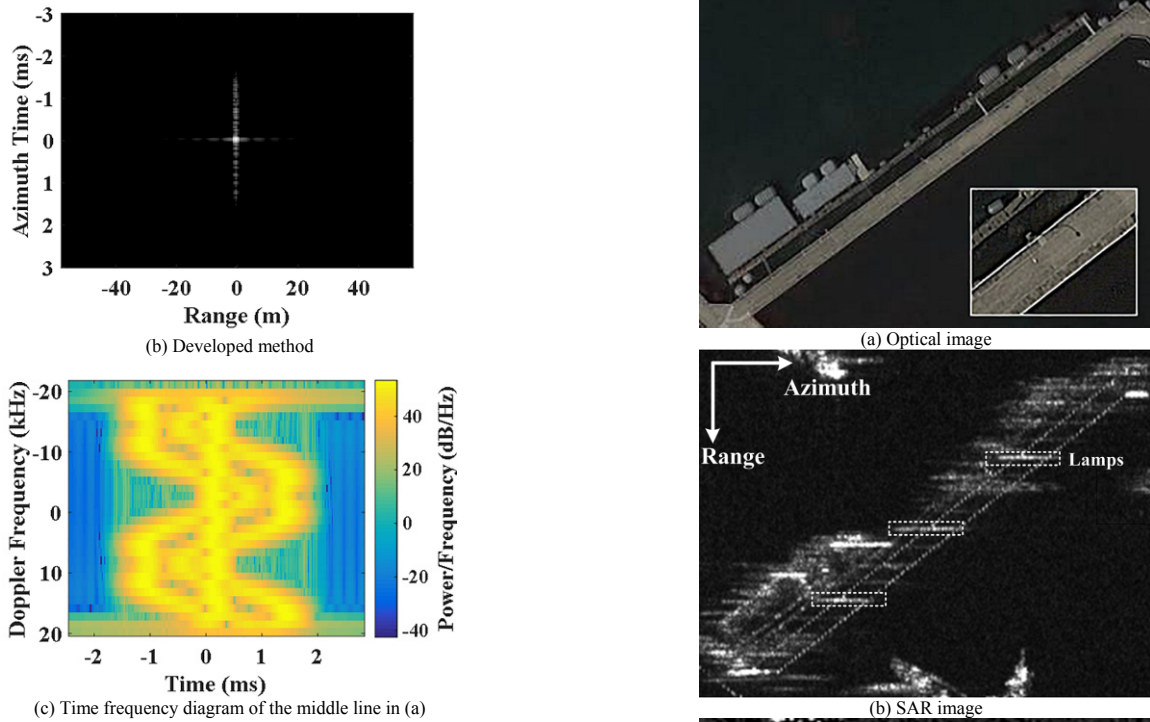 -3
-2
-1
0
1
2
3
Azimuth Time (ms)
-40 -20 0 20 40
Range (m)
(b) Developed method
-20
-10
0
10
20
Doppler Frequency (kHz)
40
20
0
-20
-40
Power/Frequency (dB/Hz)
-2 -1 0 1 2
Time (ms)
(c) Time frequency diagram of the middle line in (a)
(a) Optical image
Azimuth
Range
Lamps
(b) SAR image